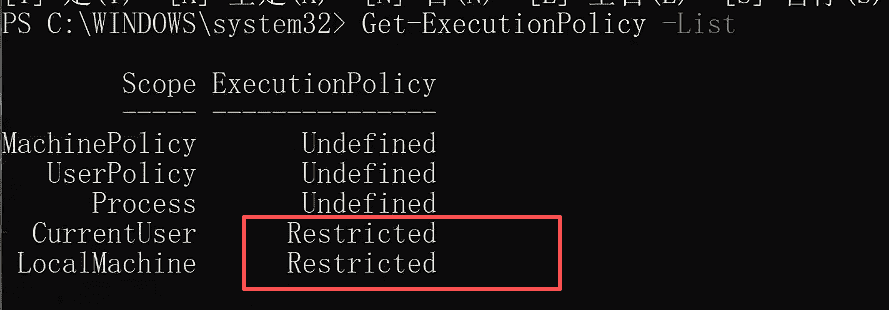 PS C:\WINDOWS\system32> Get-ExecutionPolicy -List
Scope ExecutionPolicy
----- ---------------
MachinePolicy Undefined
UserPolicy Undefined
Process Undefined
CurrentUser Restricted
LocalMachine Restricted